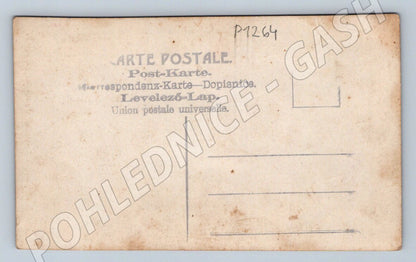 P1264
CARTE POSTALE.
Post-Karte.
Correspondenz-Karte—Dopisnice.
Levelező-Lap.
Union postale universelle.
POHLEDNICE - GASH